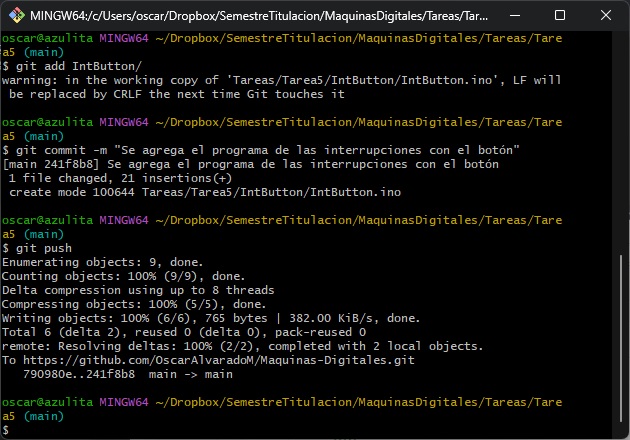 MINGW64:/c/Users/oscar/Dropbox/SemestreTitulacion/MaquinasDigitales/Tareas/Tar...
oscar@azulita MINGW64 ~/Dropbox/SemestreTitulacion/MaquinasDigitales/Tareas/Tare
a5 (main)
$ git add IntButton/
warning: in the working copy of 'Tareas/Tarea5/IntButton/IntButton.ino', LF will
 be replaced by CRLF the next time Git touches it
oscar@azulita MINGW64 ~/Dropbox/SemestreTitulacion/MaquinasDigitales/Tareas/Tare
a5 (main)
$ git commit -m "Se agrega el programa de las interrupciones con el botón"
[main 241f8b8] Se agrega el programa de las interrupciones con el botón
 1 file changed, 21 insertions(+)
 create mode 100644 Tareas/Tarea5/IntButton/IntButton.ino
oscar@azulita MINGW64 ~/Dropbox/SemestreTitulacion/MaquinasDigitales/Tareas/Tare
a5 (main)
$ git push
Enumerating objects: 9, done.
Counting objects: 100% (9/9), done.
Delta compression using up to 8 threads
Compressing objects: 100% (5/5), done.
Writing objects: 100% (6/6), 765 bytes | 382.00 KiB/s, done.
Total 6 (delta 2), reused 0 (delta 0), pack-reused 0
remote: Resolving deltas: 100% (2/2), completed with 2 local objects.
To https://github.com/OscarAlvaradoM/Maquinas-Digitales.git
   790980e..241f8b8  main -> main
oscar@azulita MINGW64 ~/Dropbox/SemestreTitulacion/MaquinasDigitales/Tareas/Tare
a5 (main)
$